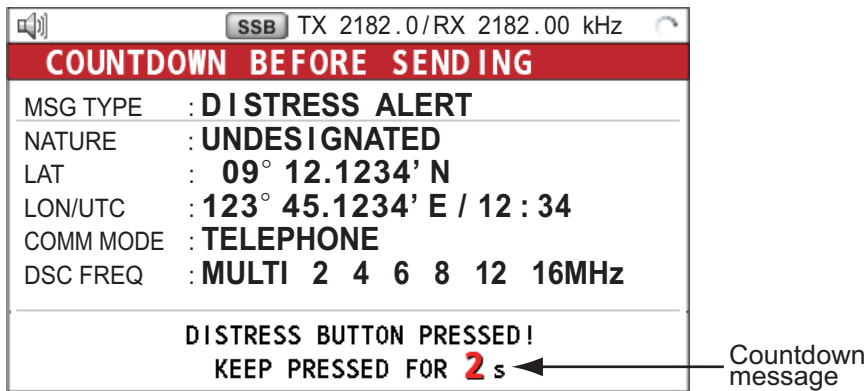 SSB TX 2182.0/RX 2182.00 kHz
COUNTDOWN BEFORE SENDING
MSG TYPE : DISTRESS ALERT
NATURE : UNDESIGNATED
LAT : 09° 12.1234’ N
LON/UTC : 123° 45.1234’ E / 12 : 34
COMM MODE : TELEPHONE
DSC FREQ : MULTI 2 4 6 8 12 16MHz
DISTRESS BUTTON PRESSED!
KEEP PRESSED FOR 2 s
Countdown
message